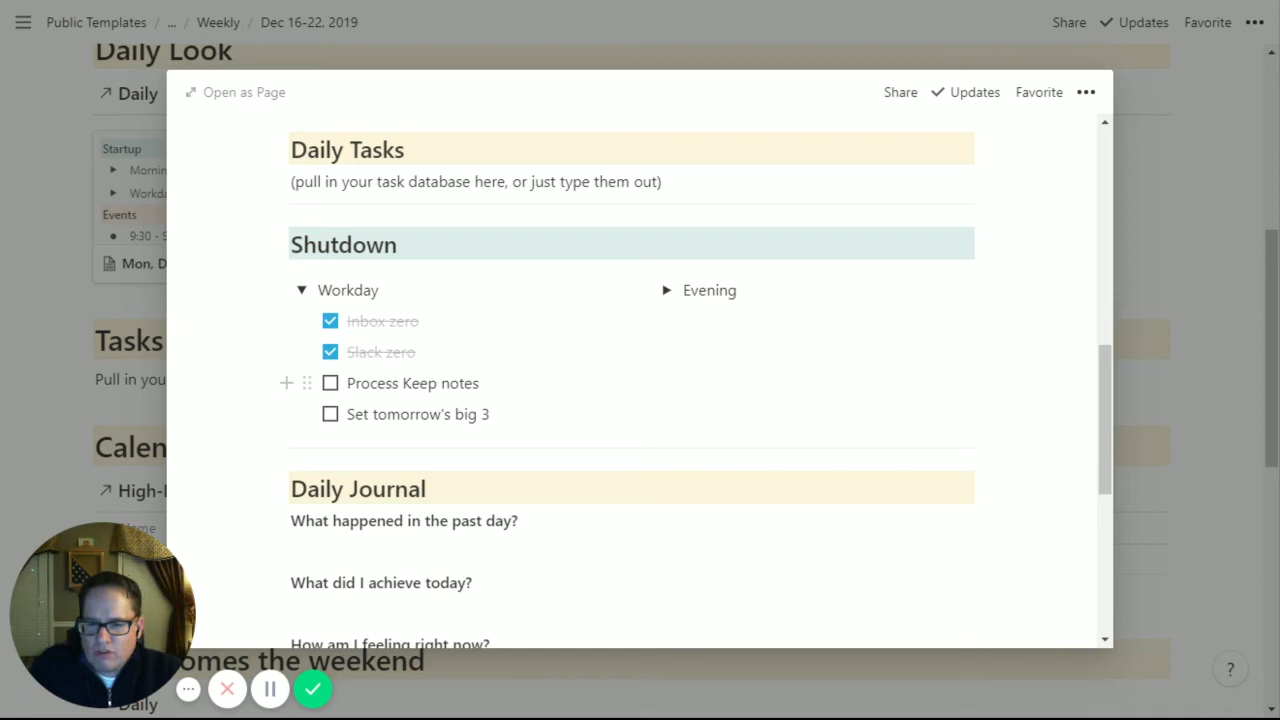 Public Templates / ... / Weekly / Dec 16-22, 2019
Share Updates Favorite
Daily Look
Daily
Startup
Events
9:30 -
Mon, D
Tasks
Pull in you
Calen
High-
Open as Page
Share Updates Favorite
Daily Tasks
(pull in your task database here, or just type them out)
Shutdown
Workday
Evening
Inbox zero
Slack zero
Process Keep notes
Set tomorrow's big 3
Daily Journal
What happened in the past day?
What did I achieve today?
How am I feeling right now?
omes the weekend
Daily
?